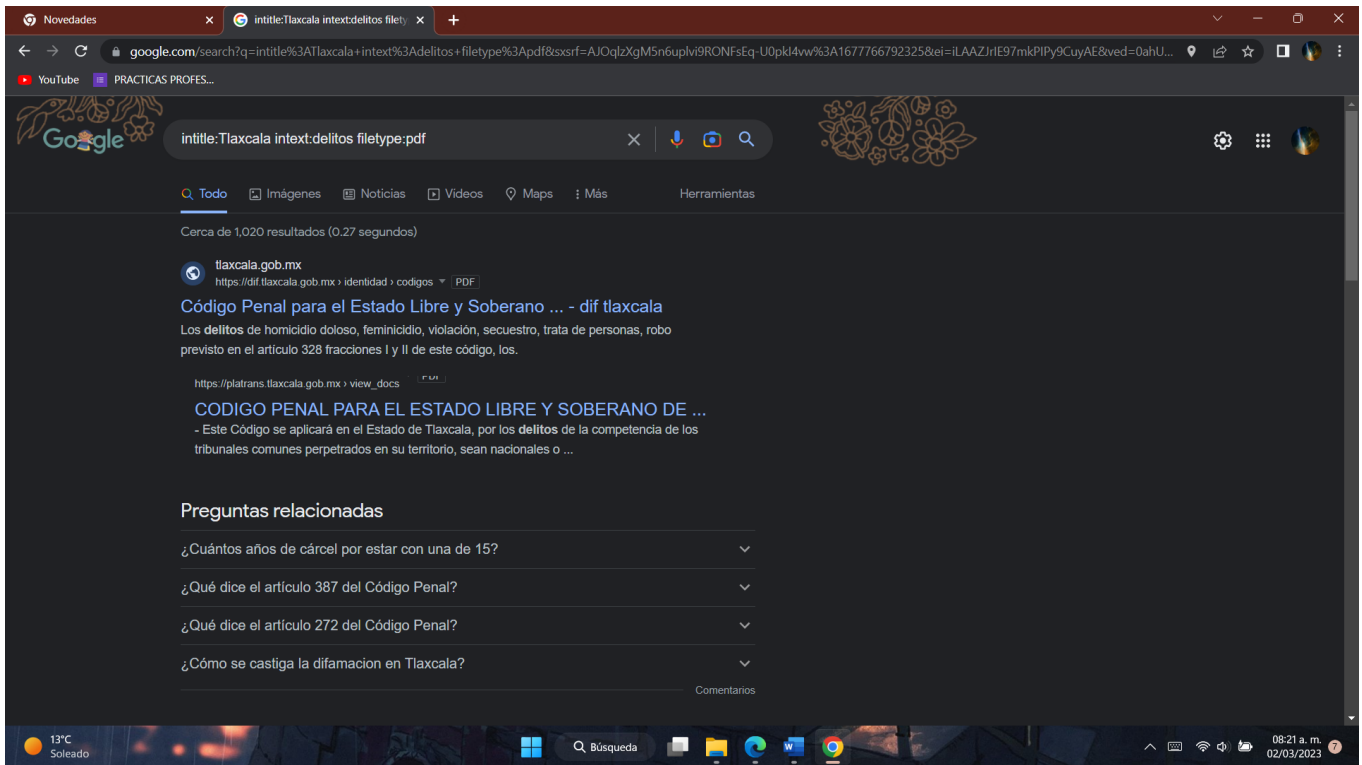 Novedades
intitle:Tlaxcala intext:delitos filety
google.com/search?q=intitle%3ATlaxcala+intext%3Adelitos+filetype%3Apdf&sxsrf=AJOqlzXgM5n6uplvi9RONFsEq-U0pkI4vw%3A1677766792325&ei=iLAAZJrIE97mkPIPy9CuyAE&ved=0ahU...
YouTube PRACTICAS PROFES...
Google
intitle:Tlaxcala intext:delitos filetype:pdf
Todo Imágenes Noticias Videos Maps Más Herramientas
Cerca de 1,020 resultados (0.27 segundos)
tlaxcala.gob.mx
https://dif.tlaxcala.gob.mx › identidad › codigos PDF
Código Penal para el Estado Libre y Soberano ... - dif tlaxcala
Los delitos de homicidio doloso, feminicidio, violación, secuestro, trata de personas, robo
previsto en el artículo 328 fracciones I y II de este código, los.
https://platrans.tlaxcala.gob.mx › view_docs PDF
CODIGO PENAL PARA EL ESTADO LIBRE Y SOBERANO DE ...
- Este Código se aplicará en el Estado de Tlaxcala, por los delitos de la competencia de los
tribunales comunes perpetrados en su territorio, sean nacionales o ...
Preguntas relacionadas
¿Cuántos años de cárcel por estar con una de 15?
¿Qué dice el artículo 387 del Código Penal?
¿Qué dice el artículo 272 del Código Penal?
¿Cómo se castiga la difamacion en Tlaxcala?
Comentarios
13°C
Soleado
Búsqueda
08:21 a. m.
02/03/2023
7